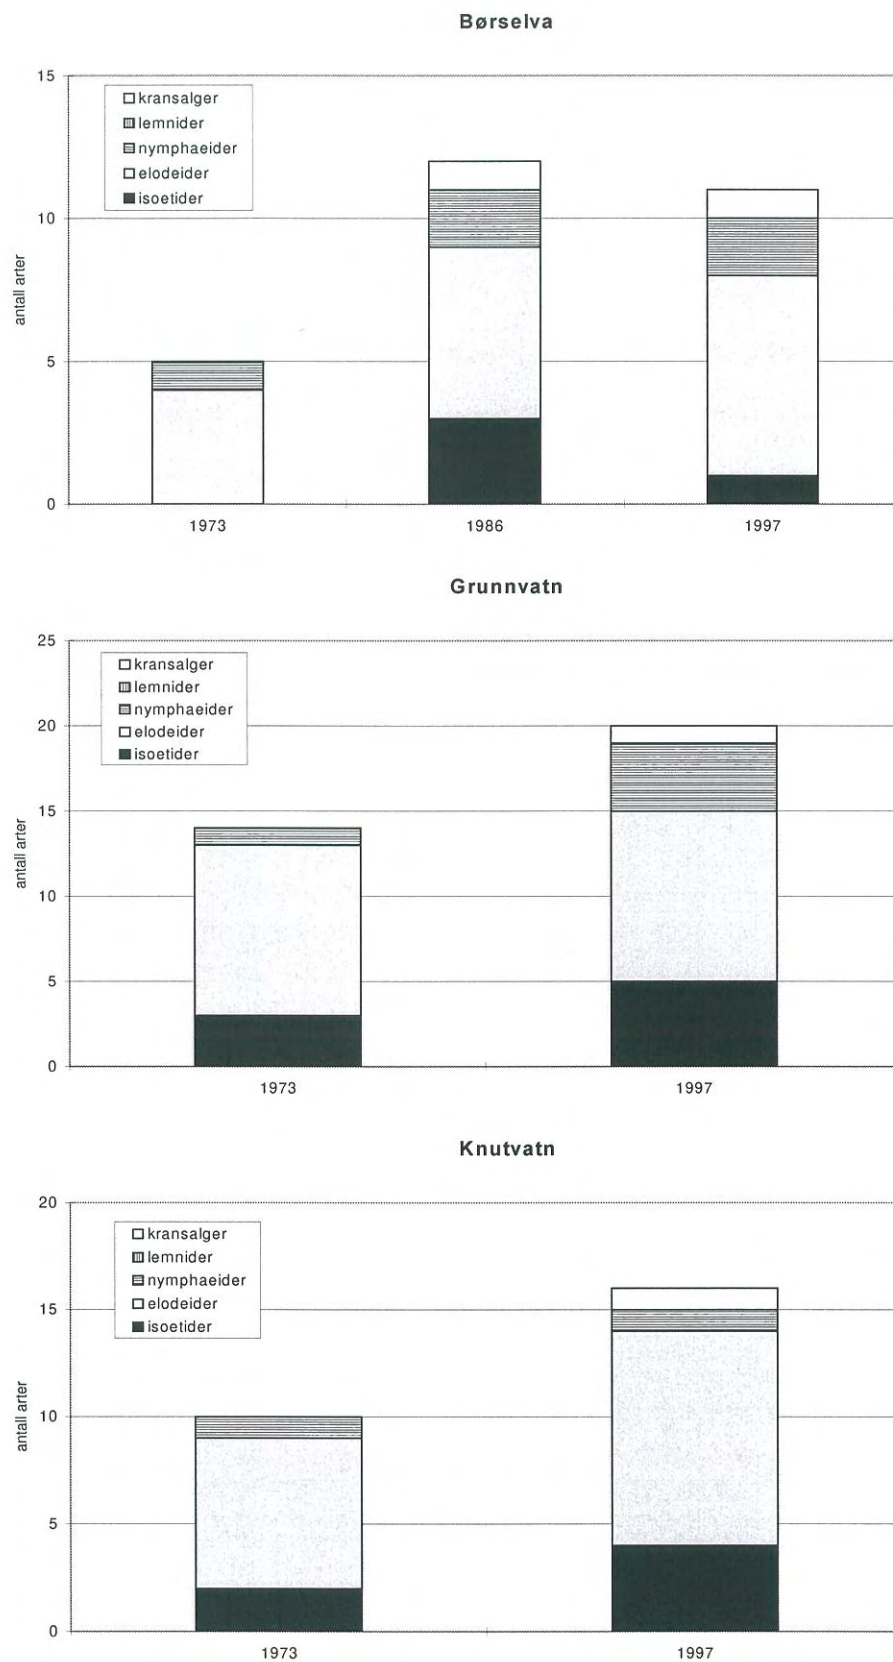 Børselva
15
10
5
0
antall arter
kransalger
lemnider
nymphaeider
elodeider
isoetider
1973 1986 1997
Grunnvatn
25
20
15
10
5
0
antall arter
kransalger
lemnider
nymphaeider
elodeider
isoetider
1973 1997
Knutvatn
20
15
10
5
0
antall arter
kransalger
lemnider
nymphaeider
elodeider
isoetider
1973 1997